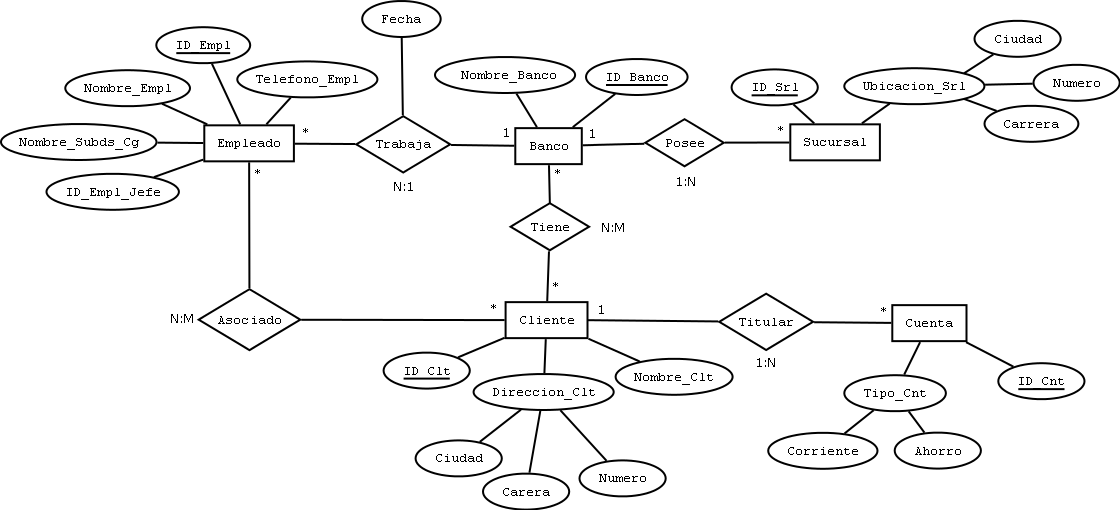 Fecha
ID_Empl
Nombre_Empl
Telefono_Empl
Nombre_Subds_Cg
ID_Empl_Jefe
Empleado
*
Trabaja
N:1
1
Nombre_Banco
ID_Banco
Banco
1
*
Posee
1:N
*
ID_Srl
Sucursal
Ubicacion_Srl
Ciudad
Numero
Carrera
*
Tiene
N:M
*
N:M
Asociado
*
Cliente
1
Titular
1:N
*
Cuenta
ID_Clt
Direccion_Clt
Nombre_Clt
Ciudad
Carera
Numero
Tipo_Cnt
ID_Cnt
Corriente
Ahorro